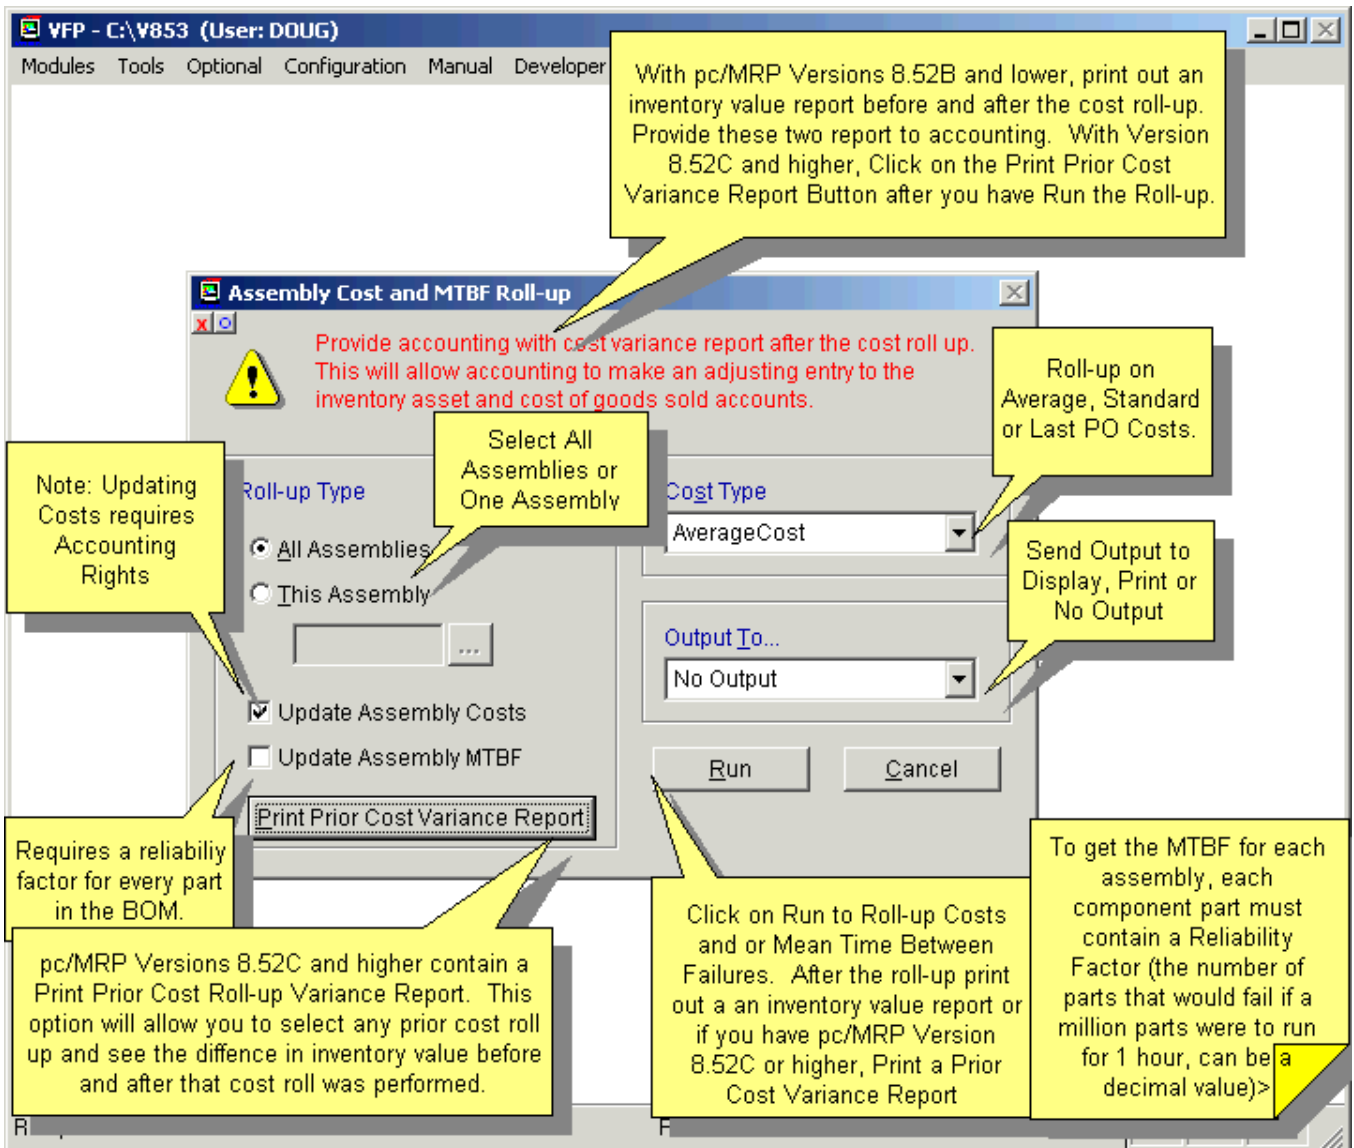 VFP - C:\V853 (User: DOUG)
Modules Tools Optional Configuration Manual Developer
With pc/MRP Versions 8.52B and lower, print out an
inventory value report before and after the cost roll-up.
Provide these two report to accounting. With Version
8.52C and higher, Click on the Print Prior Cost
Variance Report Button after you have Run the Roll-up.
Assembly Cost and MTBF Roll-up
Provide accounting with cost variance report after the cost roll up.
This will allow accounting to make an adjusting entry to the
inventory asset and cost of goods sold accounts.
Roll-up on
Average, Standard
or Last PO Costs.
Select All
Assemblies or
One Assembly
Note: Updating
Costs requires
Accounting
Rights
Roll-up Type
All Assemblies
This Assembly
...
Update Assembly Costs
Update Assembly MTBF
Print Prior Cost Variance Report
Cost Type
AverageCost
Output To...
No Output
Run Cancel
Send Output to
Display, Print or
No Output
Requires a reliabiliy
factor for every part
in the BOM.
pc/MRP Versions 8.52C and higher contain a
Print Prior Cost Roll-up Variance Report. This
option will allow you to select any prior cost roll
up and see the diffence in inventory value before
and after that cost roll was performed.
Click on Run to Roll-up Costs
and or Mean Time Between
Failures. After the roll-up print
out a an inventory value report or
if you have pc/MRP Version
8.52C or higher, Print a Prior
Cost Variance Report
To get the MTBF for each
assembly, each
component part must
contain a Reliability
Factor (the number of
parts that would fail if a
million parts were to run
for 1 hour, can be a
decimal value)>